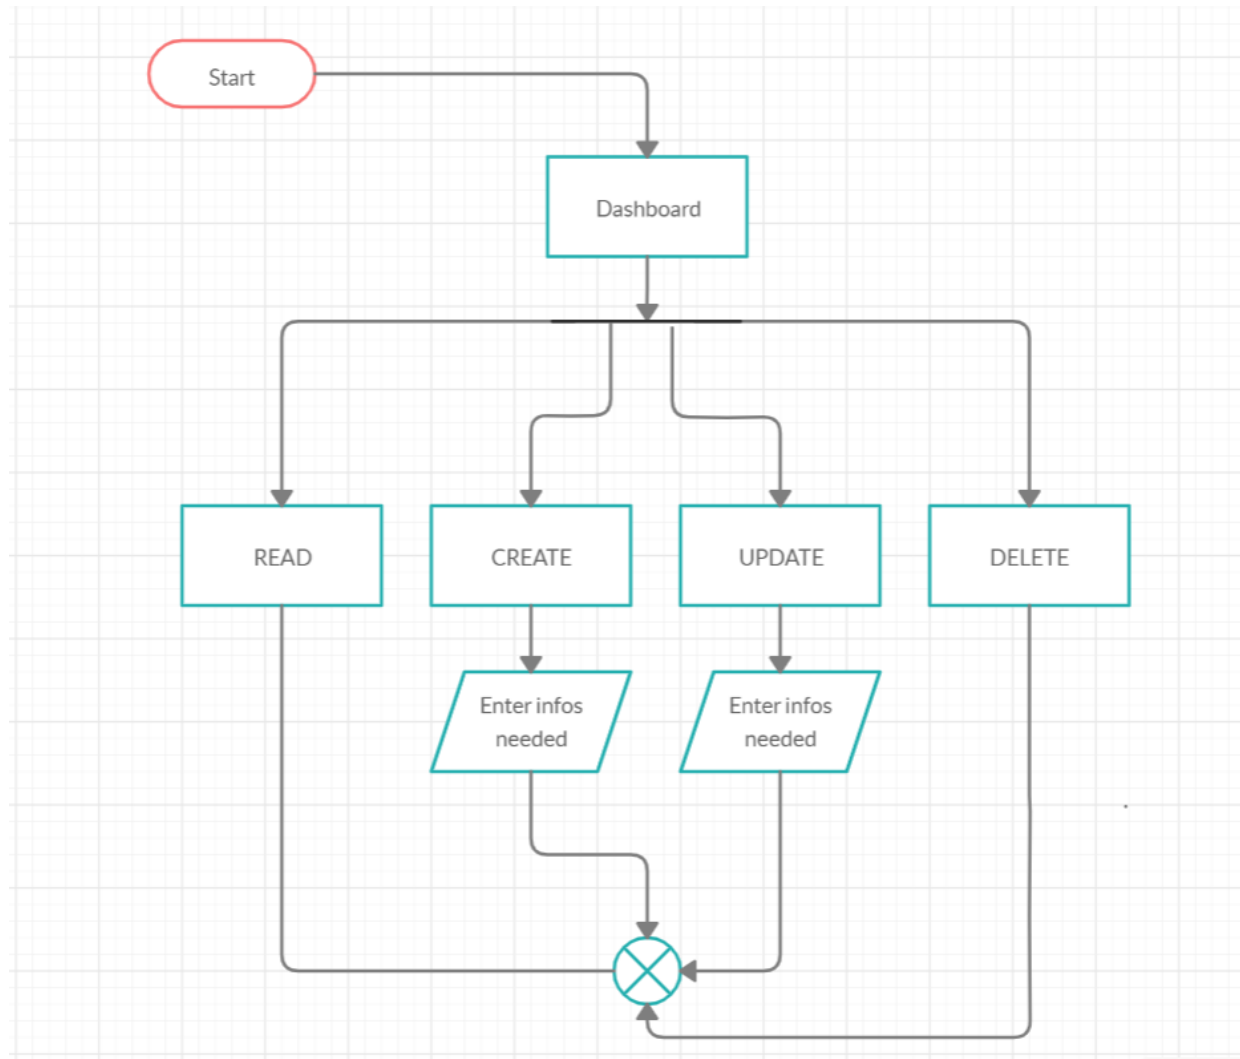 Start
Dashboard
READ
CREATE
UPDATE
DELETE
Enter infos
needed
Enter infos
needed